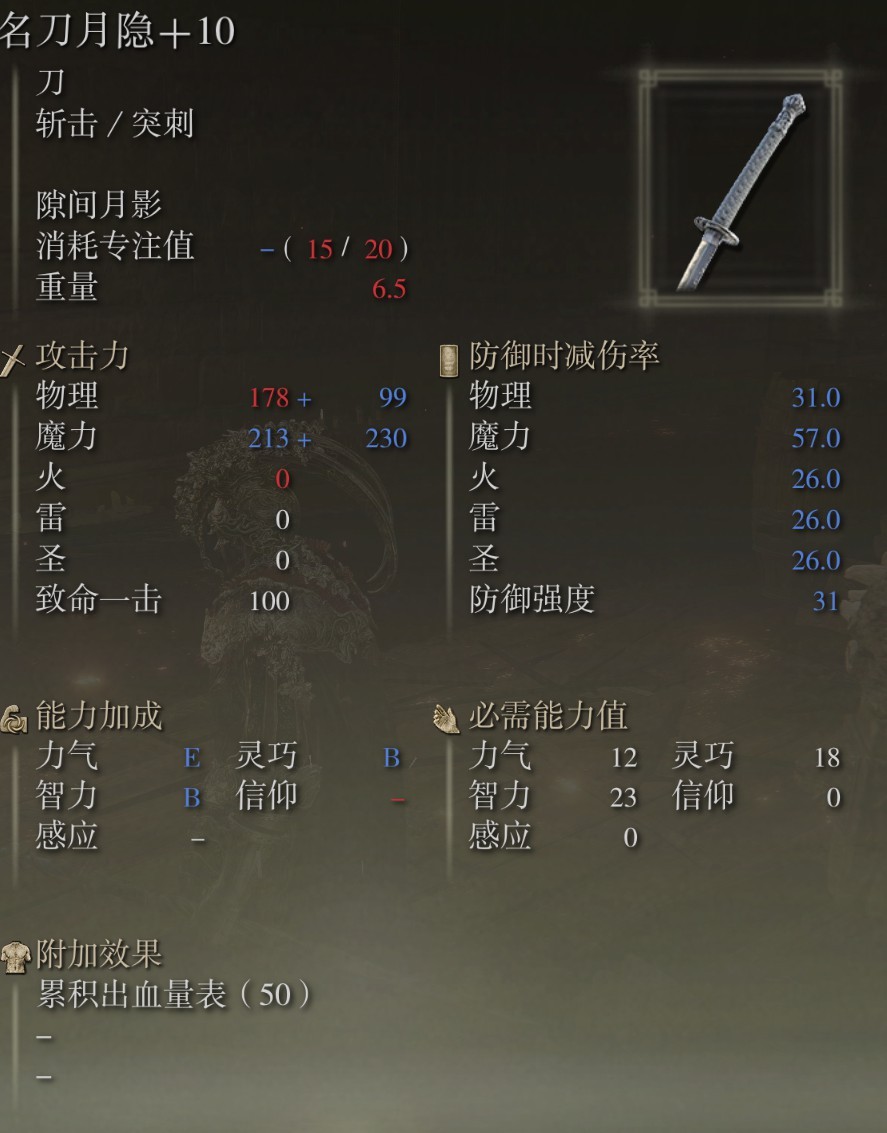 名刀月隐+10
刀
斩击 / 突刺
隙间月影
消耗专注值 – ( 15 / 20 )
重量 6.5
攻击力
物理 178 + 99
魔力 213 + 230
火 0
雷 0
圣 0
致命一击 100
防御时减伤率
物理 31.0
魔力 57.0
火 26.0
雷 26.0
圣 26.0
防御强度 31
能力加成
力气 E 灵巧 B
智力 B 信仰 –
感应 –
必需能力值
力气 12 灵巧 18
智力 23 信仰 0
感应 0
附加效果
累积出血量表（50）
–
–